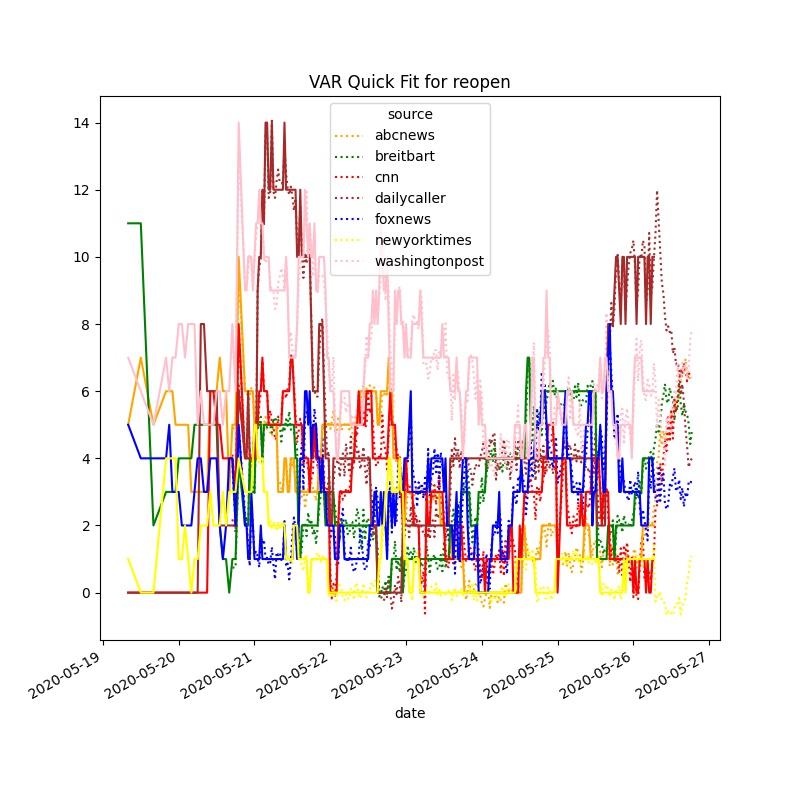 VAR Quick Fit for reopen
source
abcnews
breitbart
cnn
dailycaller
foxnews
newyorktimes
washingtonpost
14
12
10
8
6
4
2
0
2020-05-19
2020-05-20
2020-05-21
2020-05-22
2020-05-23
2020-05-24
2020-05-25
2020-05-26
2020-05-27
date